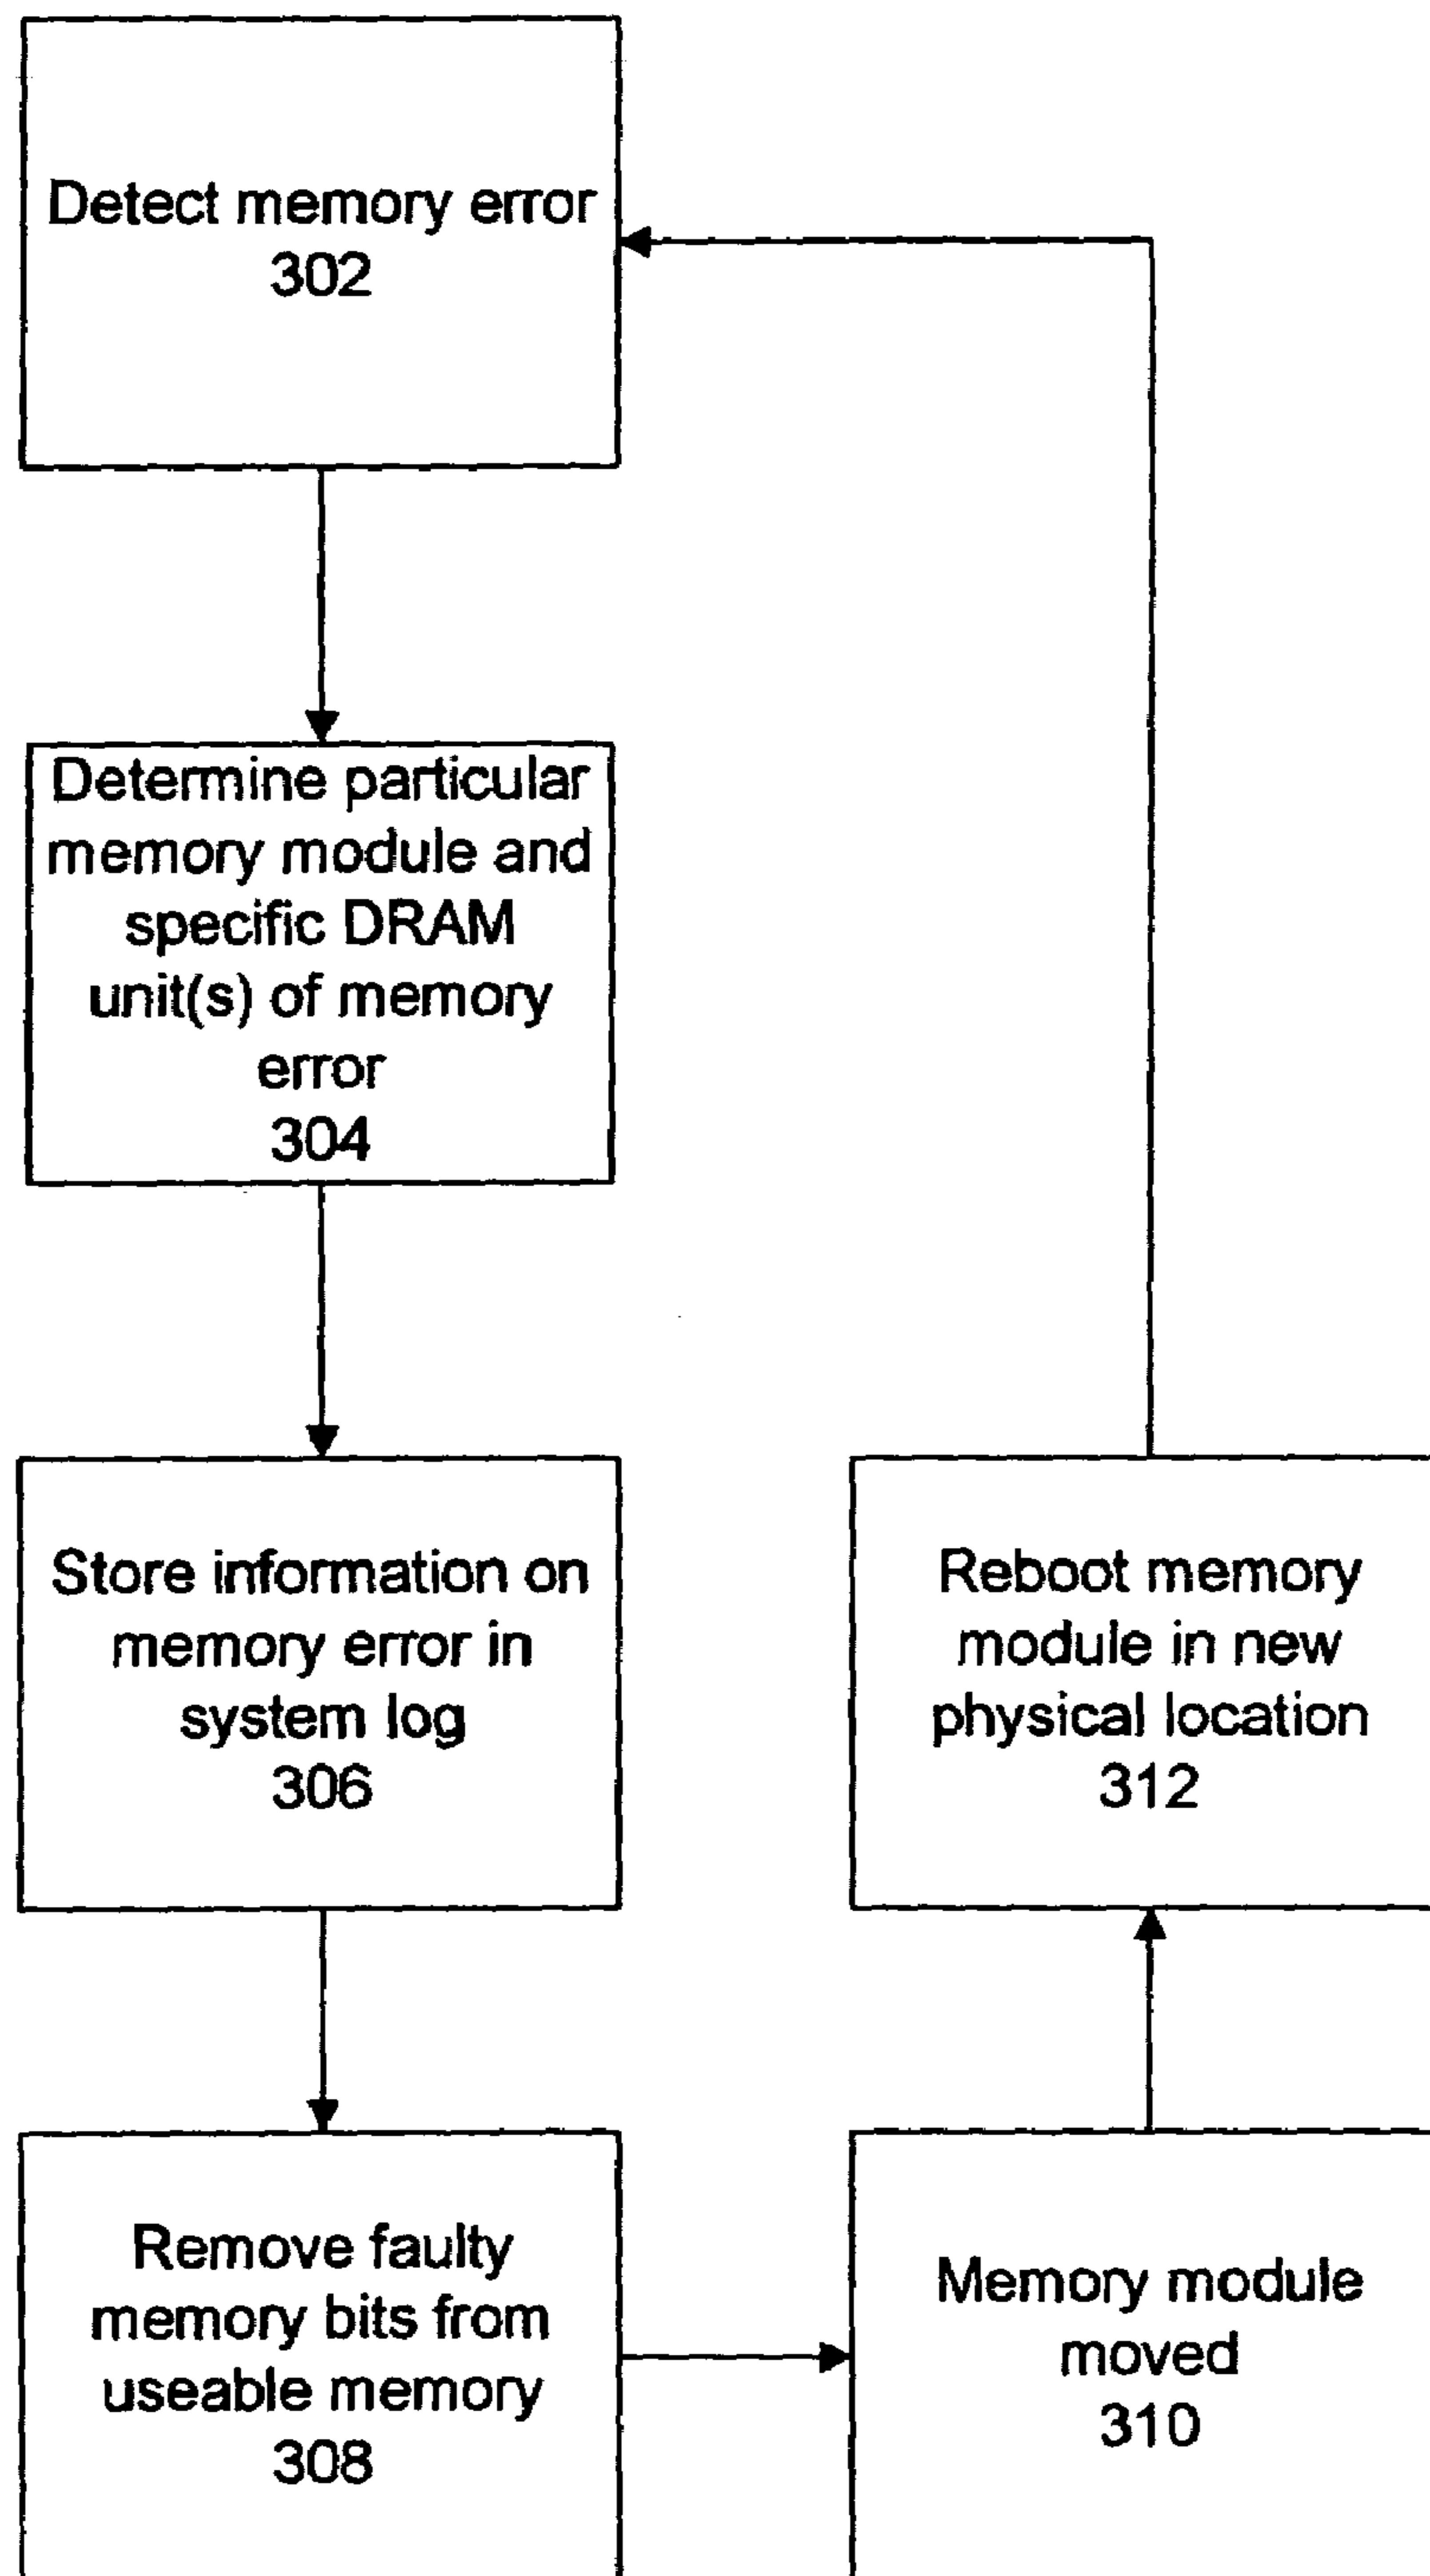 Detect memory error
302
Determine particular
memory module and
specific DRAM
unit(s) of memory
error
304
Store information on
memory error in
system log
306
Remove faulty
memory bits from
useable memory
308
Memory module
moved
310
Reboot memory
module in new
physical location
312